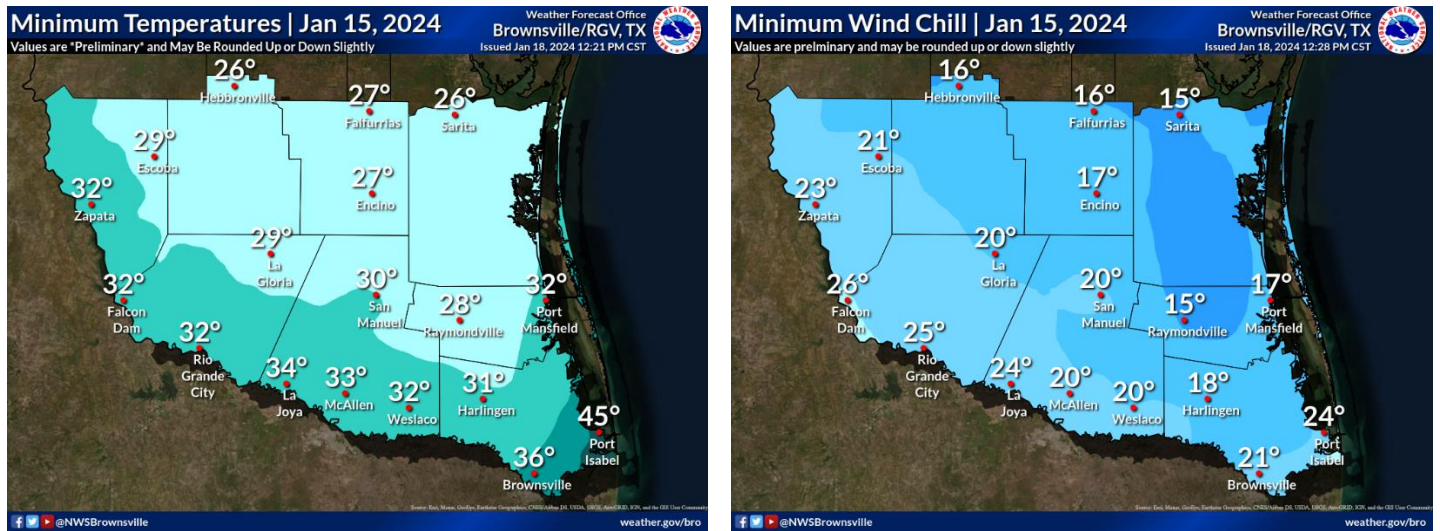 Minimum Temperatures | Jan 15, 2024
Values are *Preliminary* and May Be Rounded Up or Down Slightly
Weather Forecast Office
Brownsville/RGV, TX
Issued Jan 18, 2024 12:21 PM CST
26°
Hebbronville
27°
Falfurrias
26°
Sarita
29°
Escoba
27°
Encino
32°
Zapata
29°
La
Gloria
30°
San
Manuel
32°
Port
Mansfield
32°
Falcon
Dam
28°
Raymondville
32°
Rio
Grande
City
34°
La
Joya
33°
McAllen
32°
Weslaco
31°
Harlingen
45°
Port
Isabel
36°
Brownsville
@NWSBrownsville
weather.gov/bro
Minimum Wind Chill | Jan 15, 2024
Values are prelminary and may be rounded up or down slightly
Weather Forecast Office
Brownsville/RGV, TX
Issued Jan 18, 2024 12:28 PM CST
16°
Hebbronville
16°
Falfurrias
15°
Sarita
21°
Escoba
17°
Encino
23°
Zapata
20°
La
Gloria
20°
San
Manuel
17°
Port
Mansfield
26°
Falcon
Dam
15°
Raymondville
25°
Rio
Grande
City
24°
La
Joya
20°
McAllen
20°
Weslaco
18°
Harlingen
24°
Port
Isabel
21°
Brownsville
@NWSBrownsville
weather.gov/bro